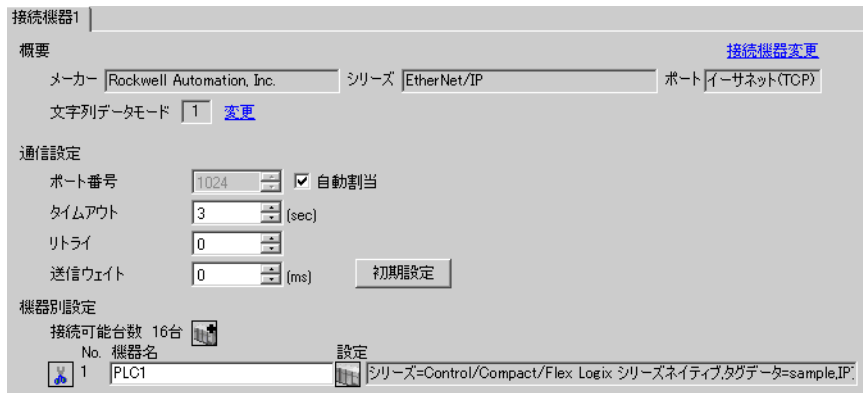 接続機器1
概要
接続機器変更
メーカー Rockwell Automation, Inc. シリーズ EtherNet/IP ポート イーサネット(TCP)
文字列データモード 1 変更
通信設定
ポート番号 1024 自動割当
タイムアウト 3 (sec)
リトライ 0
送信ウェイト 0 (ms) 初期設定
機器別設定
接続可能台数 16台
No. 機器名 設定
1 PLC1 シリーズ=Control/Compact/Flex Logix シリーズネイティブ,タグデータ=sample,IP